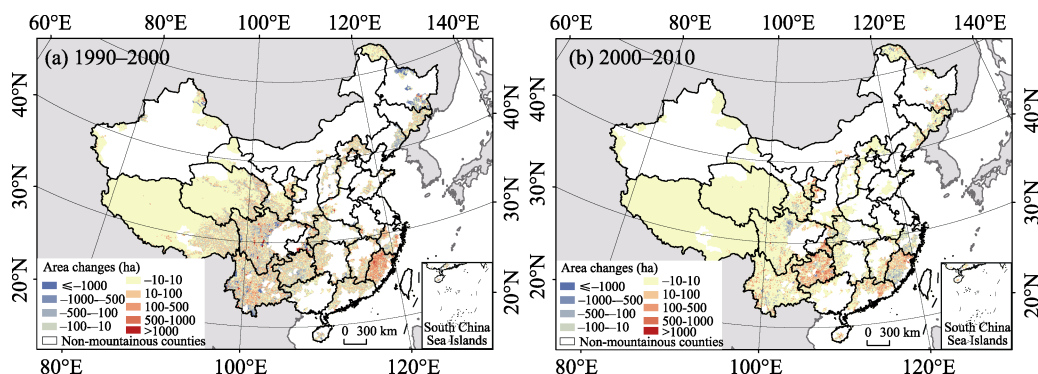 60°E 80°E 100°E 120°E 140°E 60°E 80°E 100°E 120°E 140°E
(a) 1990–2000
(b) 2000–2010
40°N 40°N 40°N 40°N
30°N 30°N 30°N 30°N
20°N 20°N 20°N 20°N
Area changes (ha)
≤–1000
–1000–500
–500–100
–100–10
–10-10
10-100
100-500
500-1000
>1000
Non-mountainous counties
0 300 km
South China
Sea Islands
Area changes (ha)
≤–1000
–1000–500
–500–100
–100–10
–10-10
10-100
100-500
500-1000
>1000
Non-mountainous counties
0 300 km
South China
Sea Islands
80°E 100°E 120°E 80°E 100°E 120°E